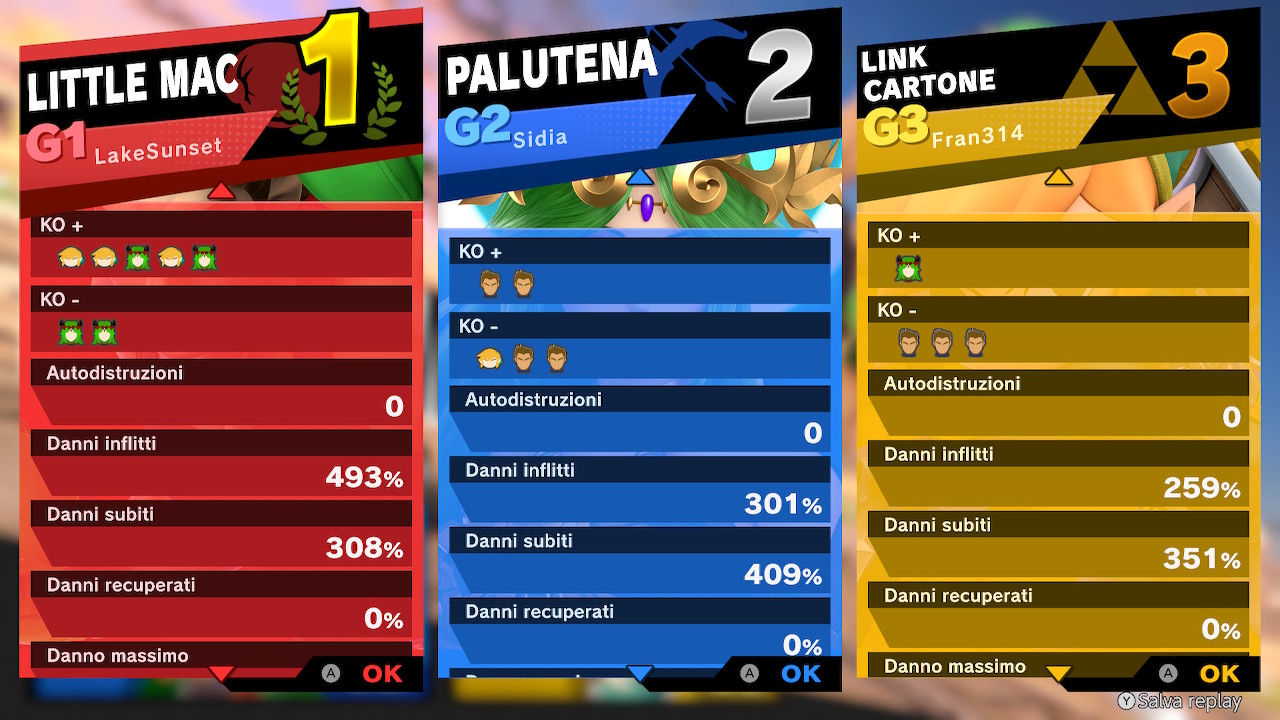 LITTLE MAC
1
G1 LakeSunset
KO +
KO -
Autodistruzioni
0
Danni inflitti
493%
Danni subiti
308%
Danni recuperati
0%
Danno massimo
A OK
PALUTENA
2
G2 Sidia
KO +
KO -
Autodistruzioni
0
Danni inflitti
301%
Danni subiti
409%
Danni recuperati
0%
A OK
LINK
CARTONE
3
G3 Fran314
KO +
KO -
Autodistruzioni
0
Danni inflitti
259%
Danni subiti
351%
Danni recuperati
0%
Danno massimo
A OK
Y Salva replay